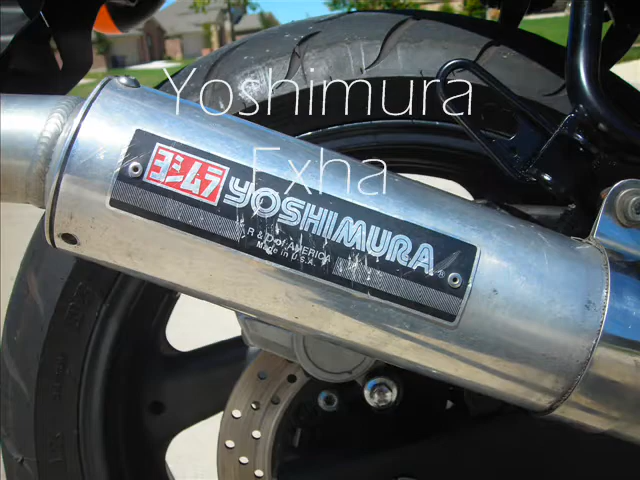 Yoshimura
Exha
ヨシムラ
YOSHIMURA®
R & D of AMERICA
Made in U.S.A.